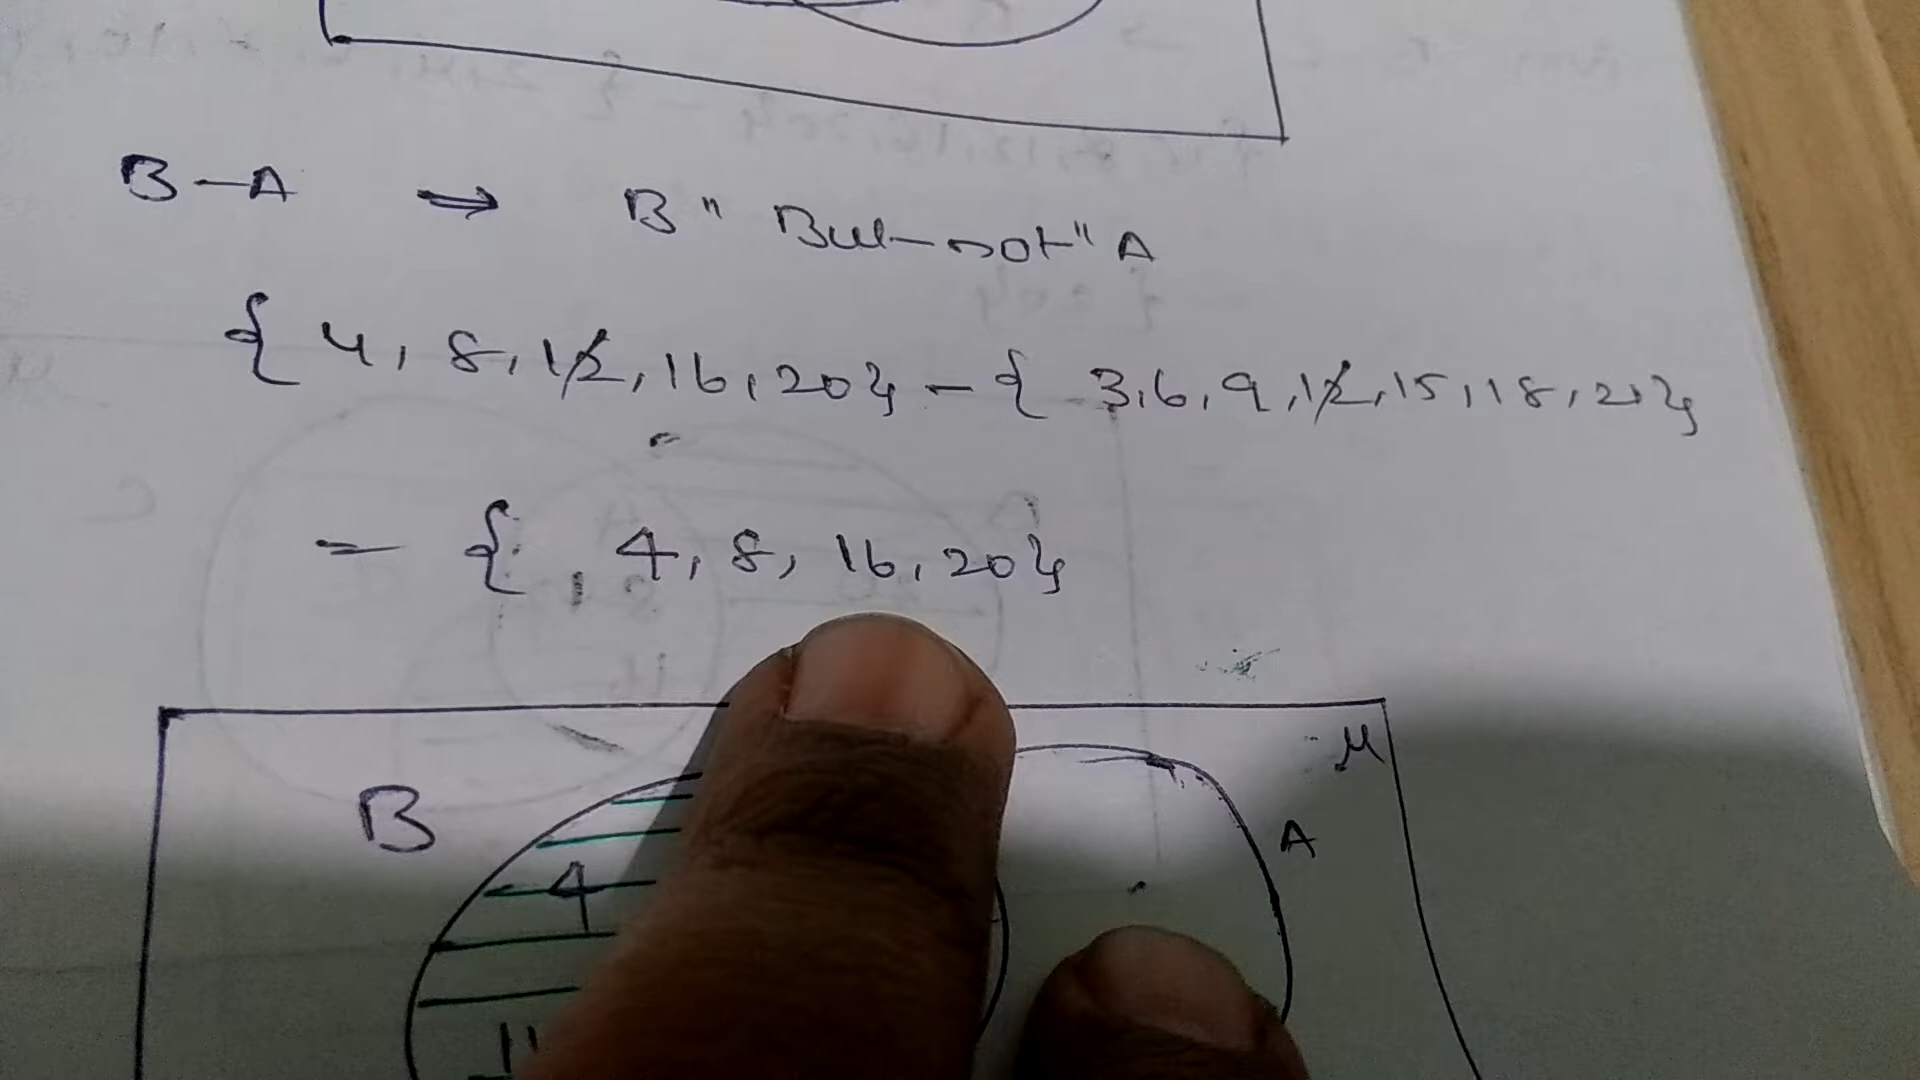 B-A ⇒ B" But-not" A
{ 4, 8, 12, 16, 20} - { 3, 6, 9, 12, 15, 18, 21}
= { , 4, 8, 16, 20}
μ
B
A
4